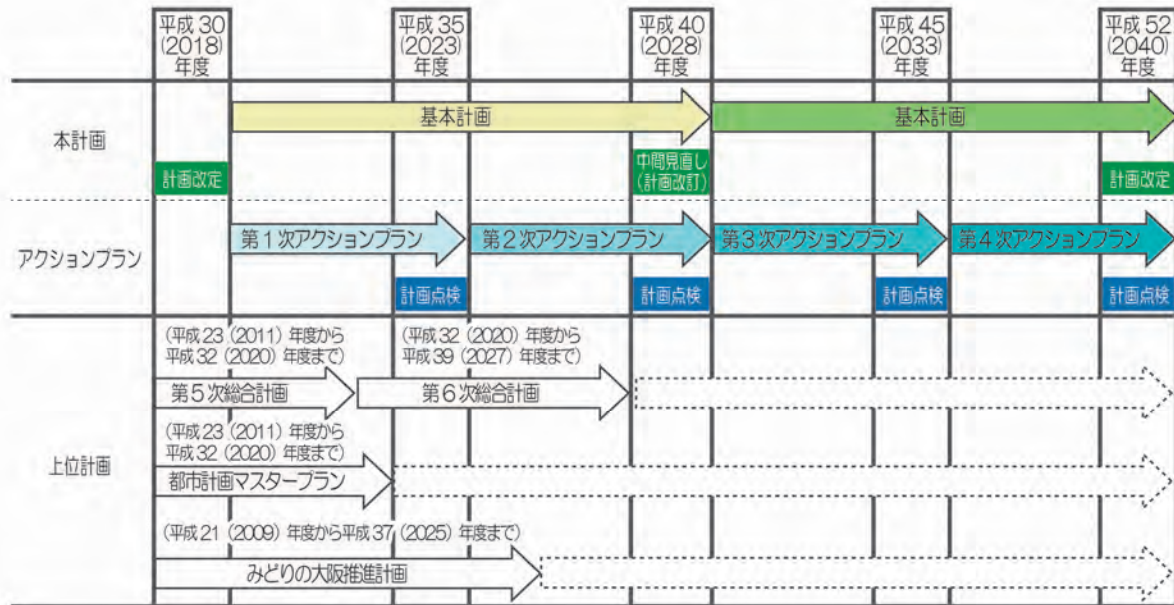 平成30
(2018)
年度
平成35
(2023)
年度
平成40
(2028)
年度
平成45
(2033)
年度
平成52
(2040)
年度
本計画
基本計画
基本計画
計画改定
中間見直し
(計画改訂)
計画改定
アクションプラン
第1次アクションプラン
第2次アクションプラン
第3次アクションプラン
第4次アクションプラン
計画点検
計画点検
計画点検
計画点検
上位計画
(平成23(2011)年度から
平成32(2020)年度まで)
(平成32(2020)年度から
平成39(2027)年度まで)
第5次総合計画
第6次総合計画
(平成23(2011)年度から
平成32(2020)年度まで)
都市計画マスタープラン
(平成21(2009)年度から平成37(2025)年度まで)
みどりの大阪推進計画